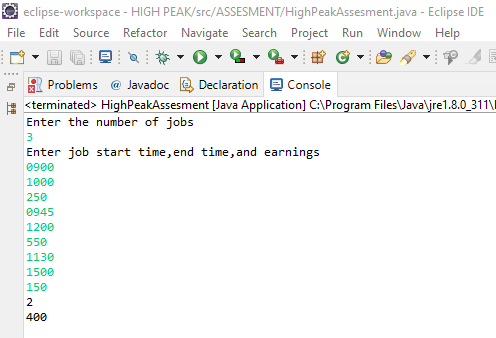 eclipse-workspace - HIGH PEAK/src/ASSESMENT/HighPeakAssesment.java - Eclipse IDE
File Edit Source Refactor Navigate Search Project Run Window Help
Problems @ Javadoc Declaration Console
<terminated> HighPeakAssesment [Java Application] C:\Program Files\Java\jre1.8.0_311\
Enter the number of jobs
3
Enter job start time,end time,and earnings
0900
1000
250
0945
1200
550
1130
1500
150
2
400